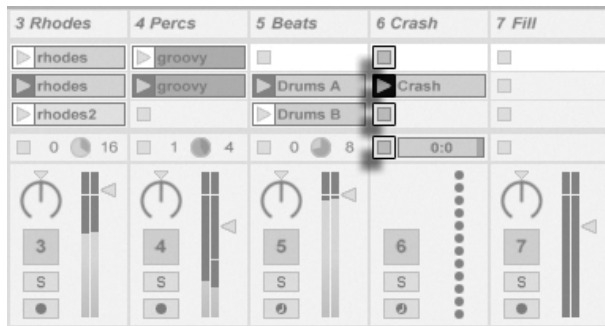 3 Rhodes 4 Percs 5 Beats 6 Crash 7 Fill
rhodes groovy
rhodes groovy Drums A Crash
rhodes2 Drums B
0 16 1 4 0 8 0:0
3 4 5 6 7
S S S S S